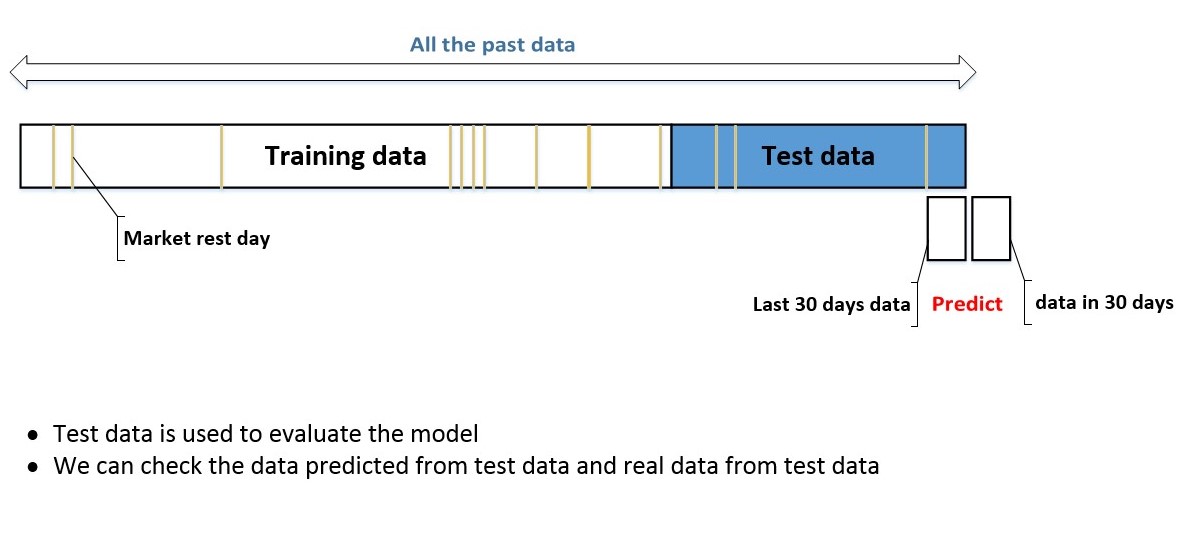 All the past data
Training data
Test data
Market rest day
Last 30 days data
Predict
data in 30 days
● Test data is used to evaluate the model
● We can check the data predicted from test data and real data from test data